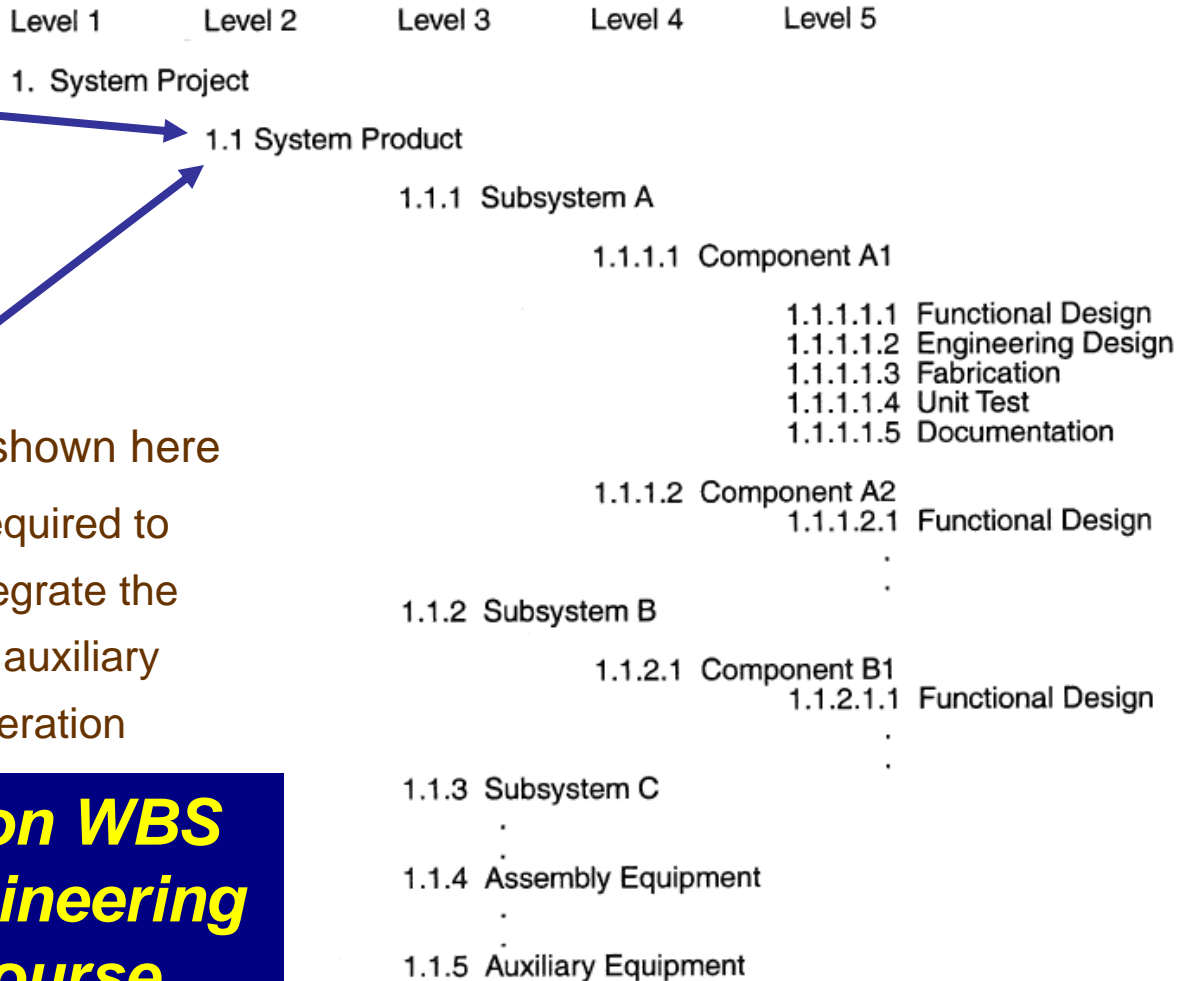 Level 1 Level 2 Level 3 Level 4 Level 5
1. System Project
1.1 System Product
1.1.1 Subsystem A
1.1.1.1 Component A1
1.1.1.1.1 Functional Design
1.1.1.1.2 Engineering Design
1.1.1.1.3 Fabrication
1.1.1.1.4 Unit Test
1.1.1.1.5 Documentation
1.1.1.2 Component A2
1.1.1.2.1 Functional Design
.
.
1.1.2 Subsystem B
1.1.2.1 Component B1
1.1.2.1.1 Functional Design
.
.
1.1.3 Subsystem C
.
.
1.1.4 Assembly Equipment
.
.
1.1.5 Auxiliary Equipment
shown here
equired to
egrate the
auxiliary
eration
on WBS
ineering
ourse